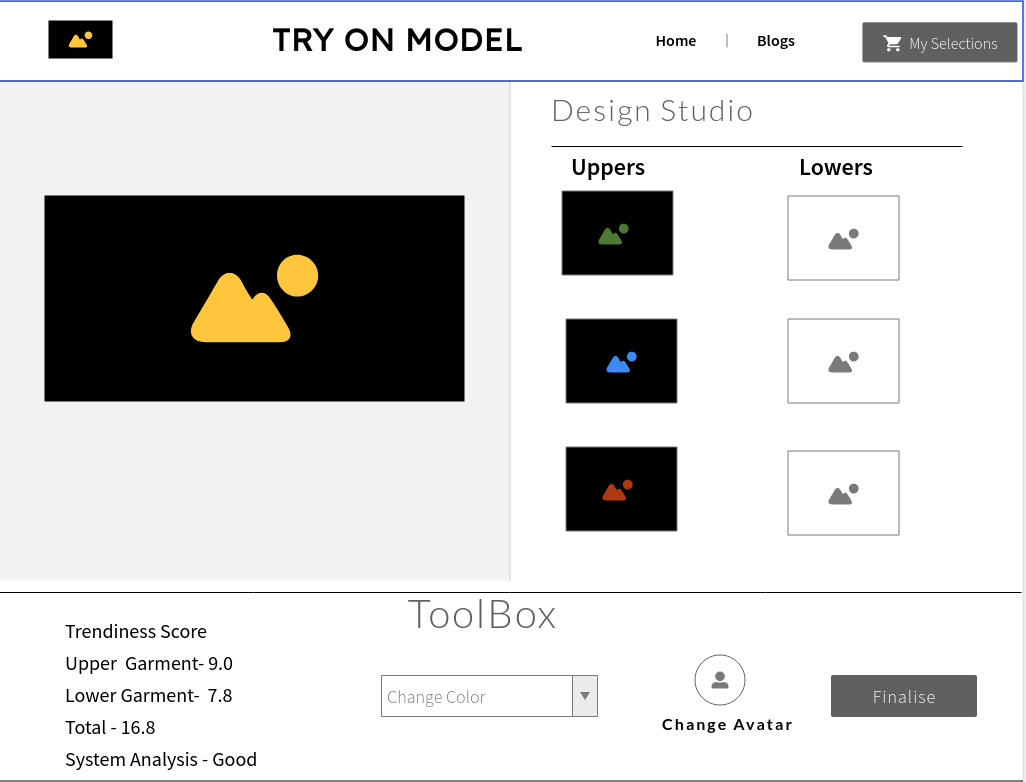 TRY ON MODEL
Home | Blogs
My Selections
Design Studio
Uppers
Lowers
ToolBox
Trendiness Score
Upper Garment- 9.0
Lower Garment- 7.8
Total - 16.8
System Analysis - Good
Change Color
Change Avatar
Finalise